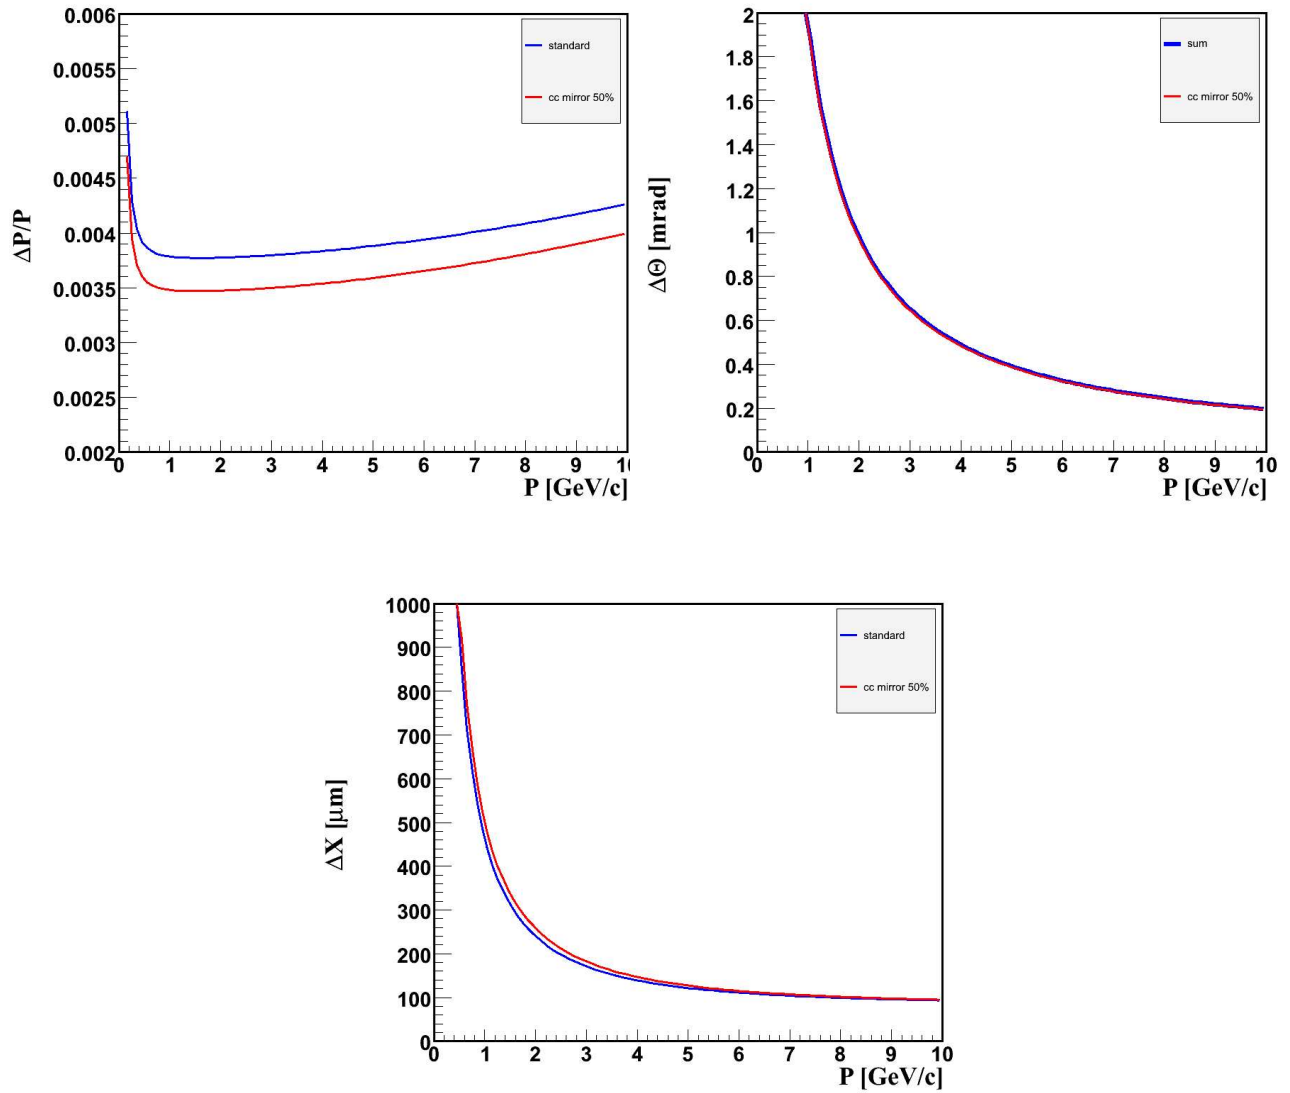 0.006
0.0055
0.005
0.0045
0.004
0.0035
0.003
0.0025
0.002
ΔP/P
standard
cc mirror 50%
0 1 2 3 4 5 6 7 8 9 1
P [GeV/c]
2
1.8
1.6
1.4
1.2
1
0.8
0.6
0.4
0.2
0
ΔΘ [mrad]
sum
cc mirror 50%
0 1 2 3 4 5 6 7 8 9 10
P [GeV/c]
1000
900
800
700
600
500
400
300
200
100
0
ΔX [μm]
standard
cc mirror 50%
0 1 2 3 4 5 6 7 8 9 10
P [GeV/c]